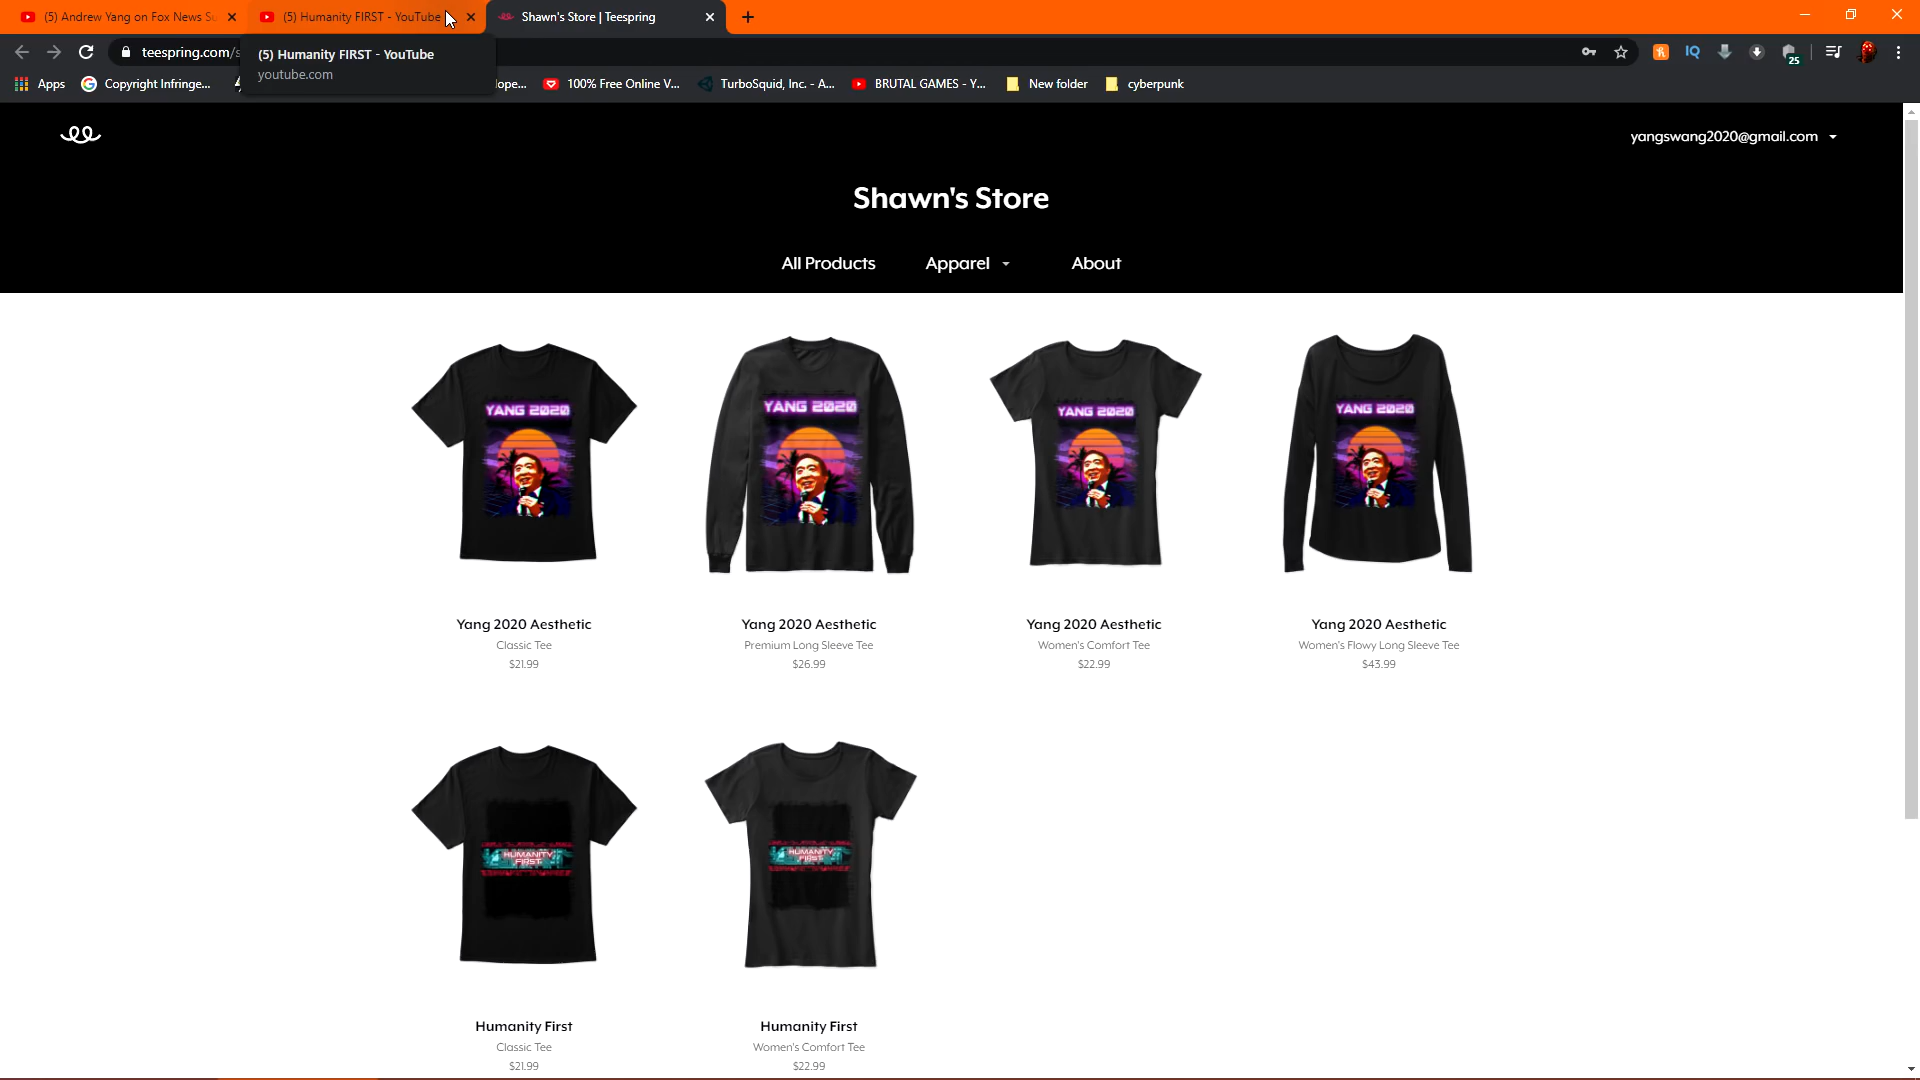 (5) Andrew Yang on Fox News Su
(5) Humanity FIRST - YouTube
Shawn's Store | Teespring
teespring.com/s
(5) Humanity FIRST - YouTube
youtube.com
25
Apps
Copyright Infringe...
lope...
100% Free Online V...
TurboSquid, Inc. - A...
BRUTAL GAMES - Y...
New folder
cyberpunk
yangswang2020@gmail.com
Shawn's Store
All Products
Apparel
About
YANG 2020
YANG 2020
YANG 2020
YANG 2020
Yang 2020 Aesthetic
Classic Tee
$21.99
Yang 2020 Aesthetic
Premium Long Sleeve Tee
$26.99
Yang 2020 Aesthetic
Women's Comfort Tee
$22.99
Yang 2020 Aesthetic
Women's Flowy Long Sleeve Tee
$43.99
HUMANITY
FIRST
HUMANITY
FIRST
Humanity First
Classic Tee
$21.99
Humanity First
Women's Comfort Tee
$22.99